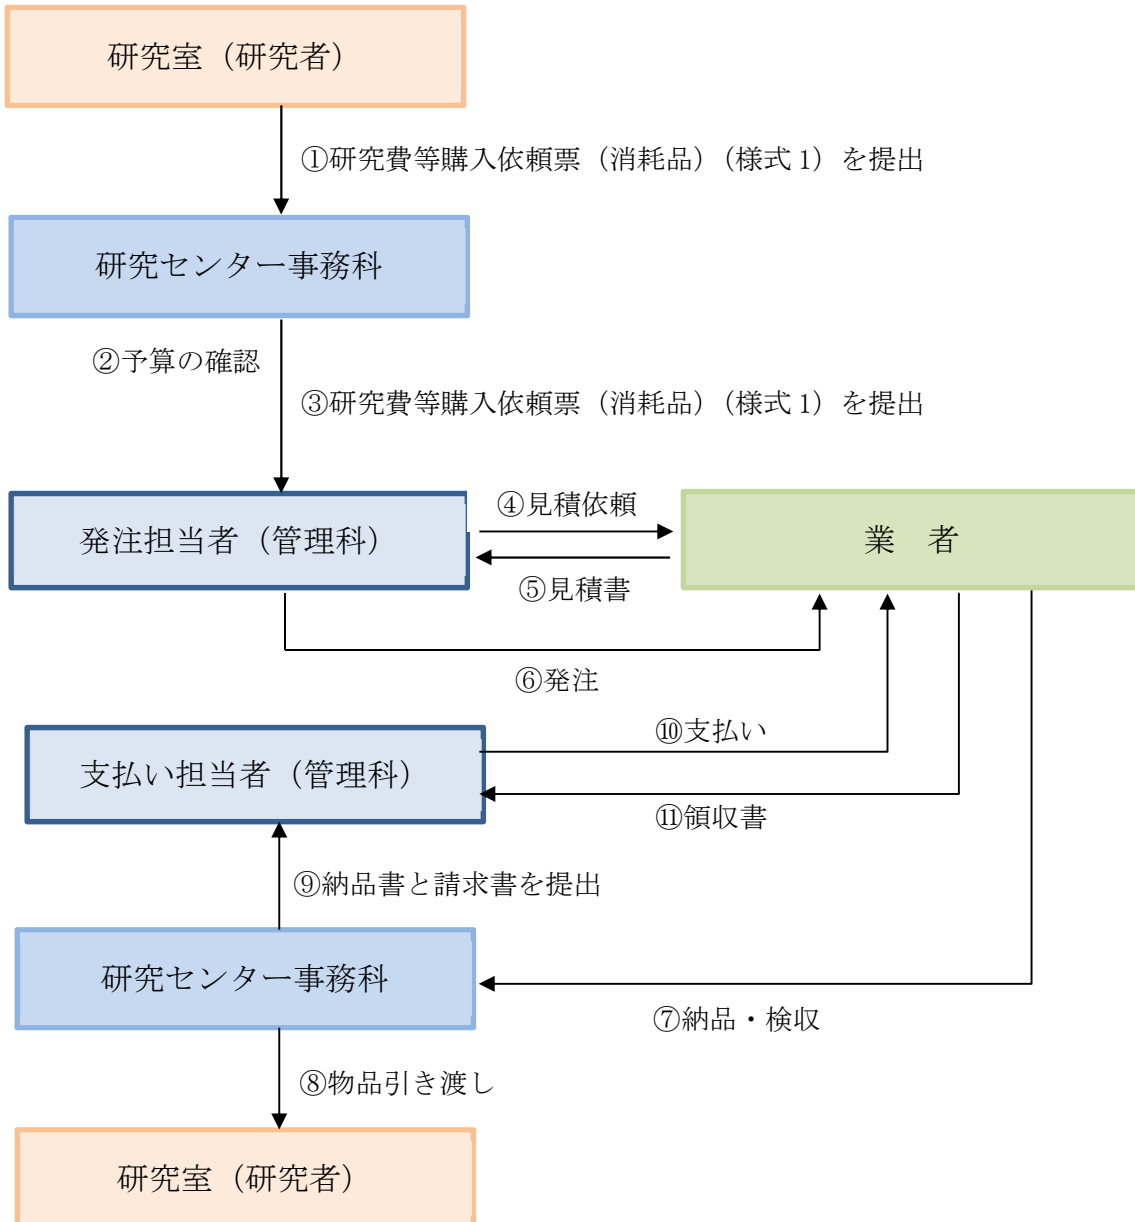 研究室（研究者）
①研究費等購入依頼票（消耗品）（様式 1）を提出
研究センター事務科
②予算の確認
③研究費等購入依頼票（消耗品）（様式 1）を提出
発注担当者（管理科）
④見積依頼
業　者
⑤見積書
⑥発注
⑩支払い
支払い担当者（管理科）
⑪領収書
⑨納品書と請求書を提出
研究センター事務科
⑦納品・検収
⑧物品引き渡し
研究室（研究者）